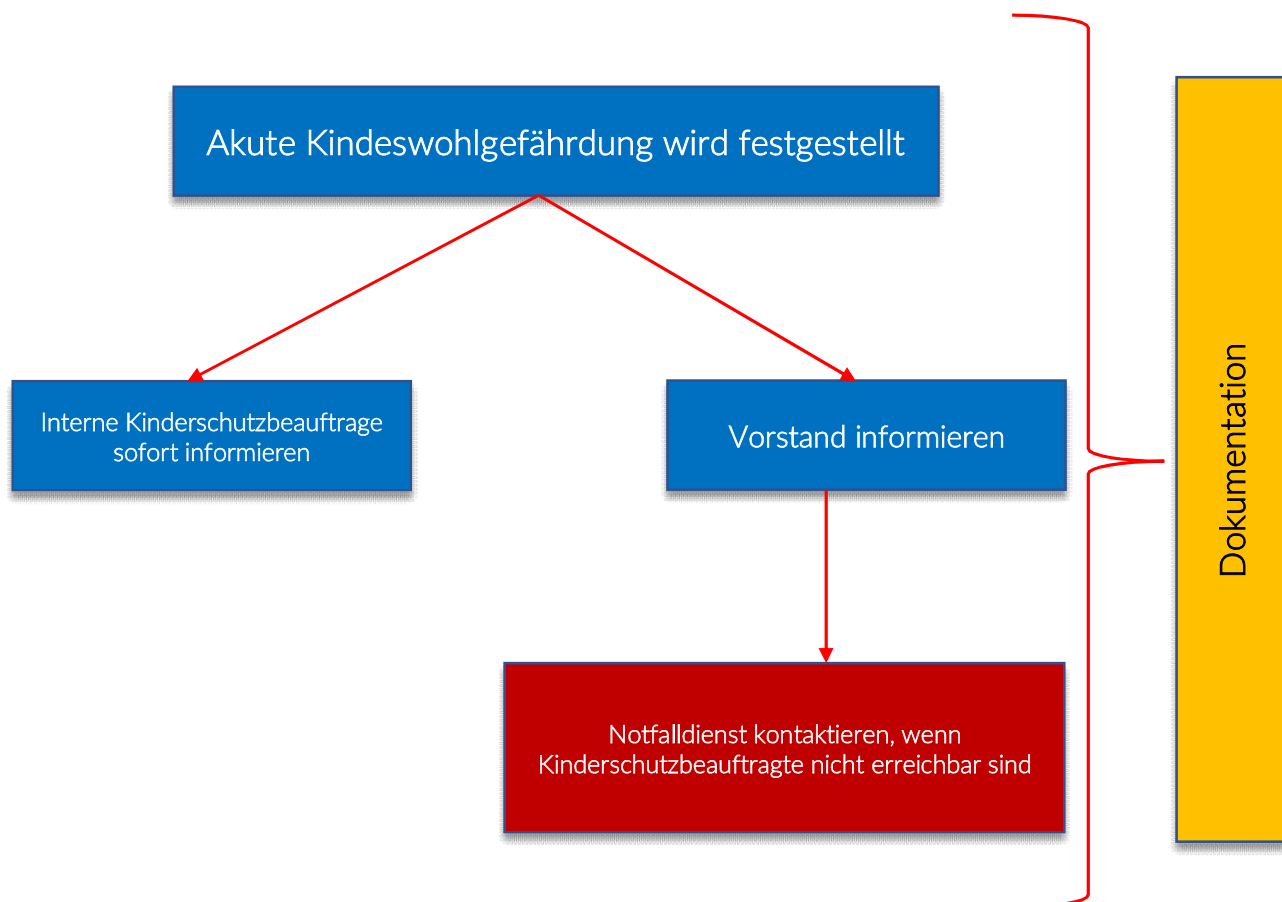 Akute Kindeswohlgefährdung wird festgestellt
Interne Kinderschutzbeauftrage
sofort informieren
Vorstand informieren
Notfalldienst kontaktieren, wenn
Kinderschutzbeauftragte nicht erreichbar sind
Dokumentation